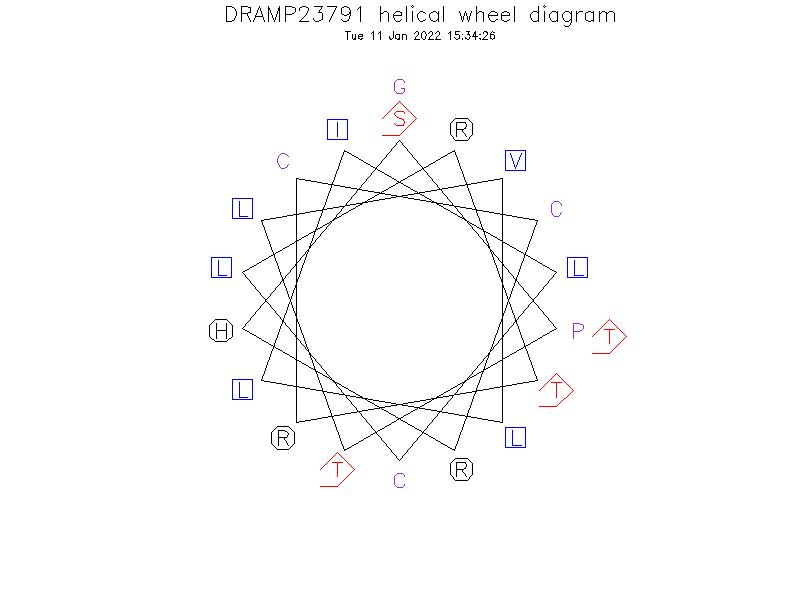 DRAMP23791 helical wheel diagram
Tue 11 Jan 2022 15:34:26
G
S
I R
C V
L C
L L
H P T
L T
R L
T R
C